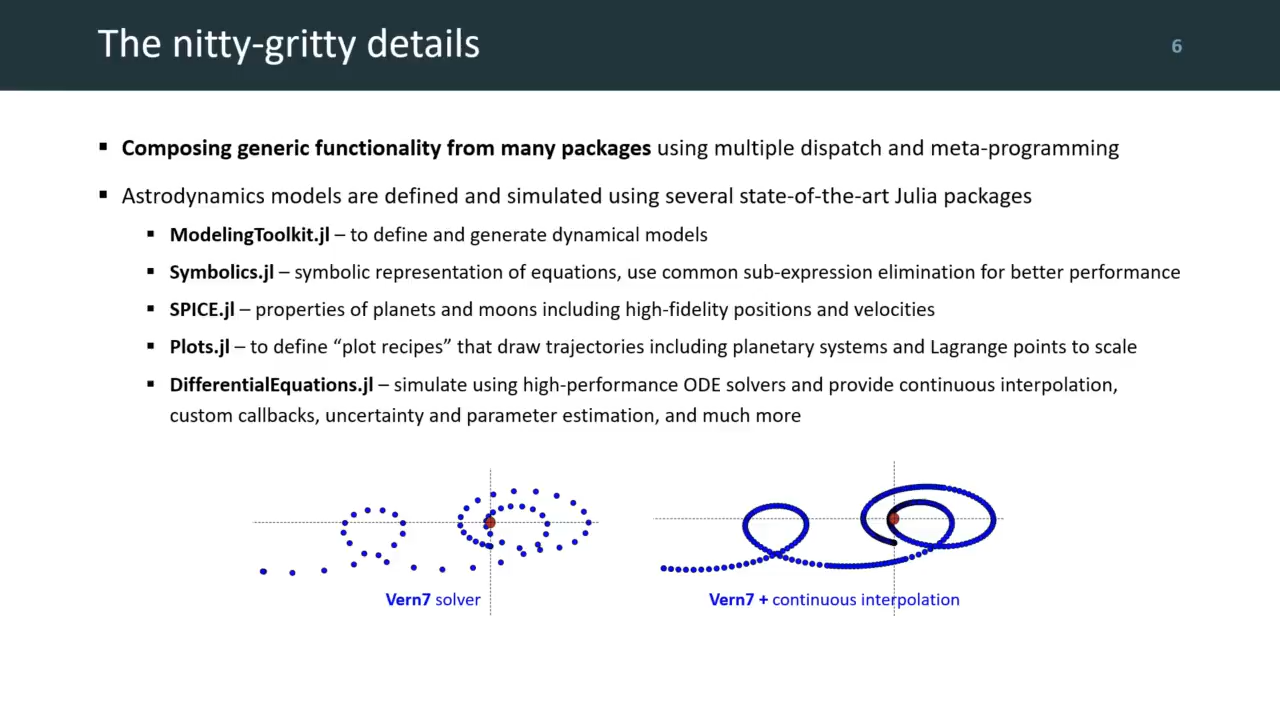 The nitty-gritty details
6
▪ Composing generic functionality from many packages using multiple dispatch and meta-programming
▪ Astrodynamics models are defined and simulated using several state-of-the-art Julia packages
▪ ModelingToolkit.jl – to define and generate dynamical models
▪ Symbolics.jl – symbolic representation of equations, use common sub-expression elimination for better performance
▪ SPICE.jl – properties of planets and moons including high-fidelity positions and velocities
▪ Plots.jl – to define “plot recipes” that draw trajectories including planetary systems and Lagrange points to scale
▪ DifferentialEquations.jl – simulate using high-performance ODE solvers and provide continuous interpolation,
custom callbacks, uncertainty and parameter estimation, and much more
Vern7 solver
Vern7 + continuous interpolation